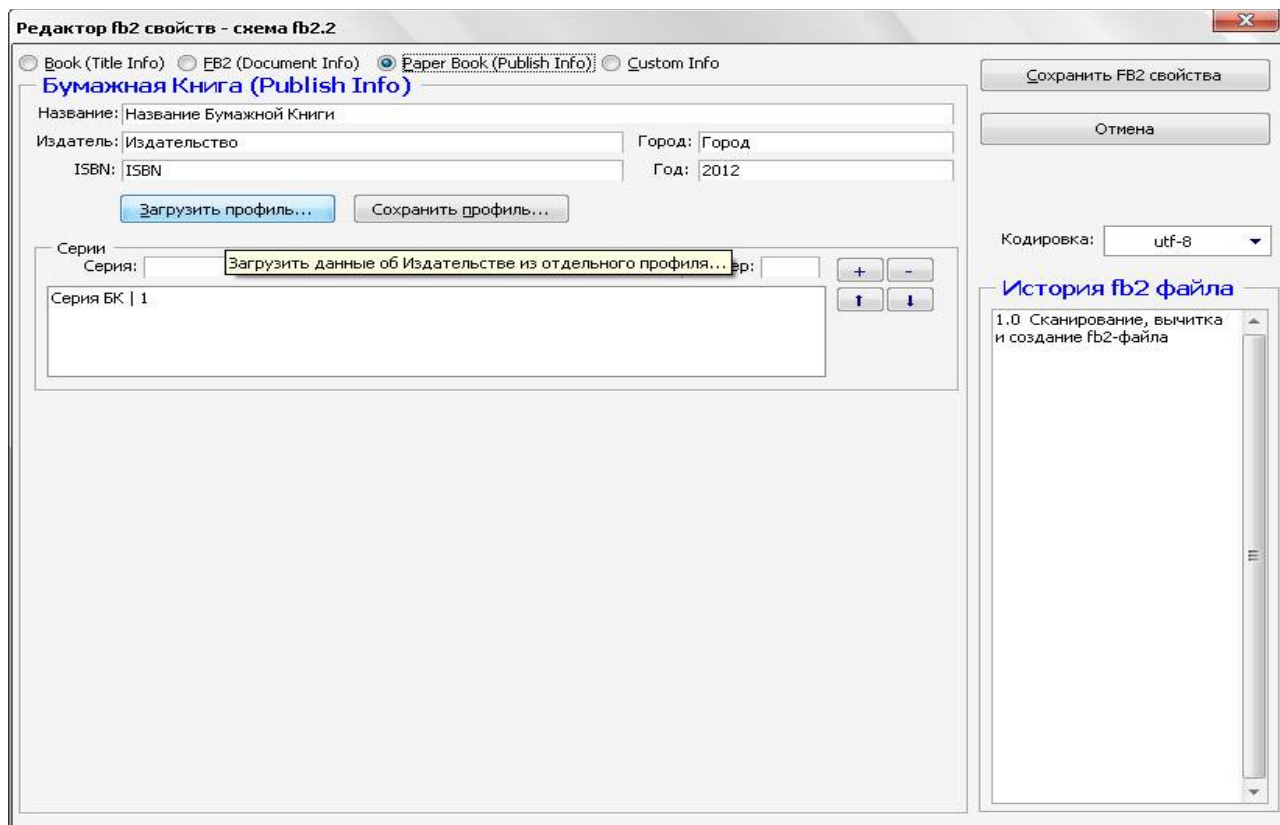 Редактор fb2 свойств - схема fb2.2
Book (Title Info) FB2 (Document Info) Paper Book (Publish Info) Custom Info
Бумажная Книга (Publish Info)
Название: Название Бумажной Книги
Издатель: Издательство Город: Город
ISBN: ISBN Год: 2012
Загрузить профиль... Сохранить профиль...
Серии
Серия: Загрузить данные об Издательстве из отдельного профиля... ер:
+ -
Серия БК | 1
Сохранить FB2 свойства
Отмена
Кодировка: utf-8
История fb2 файла
1.0 Сканирование, вычитка
и создание fb2-файла